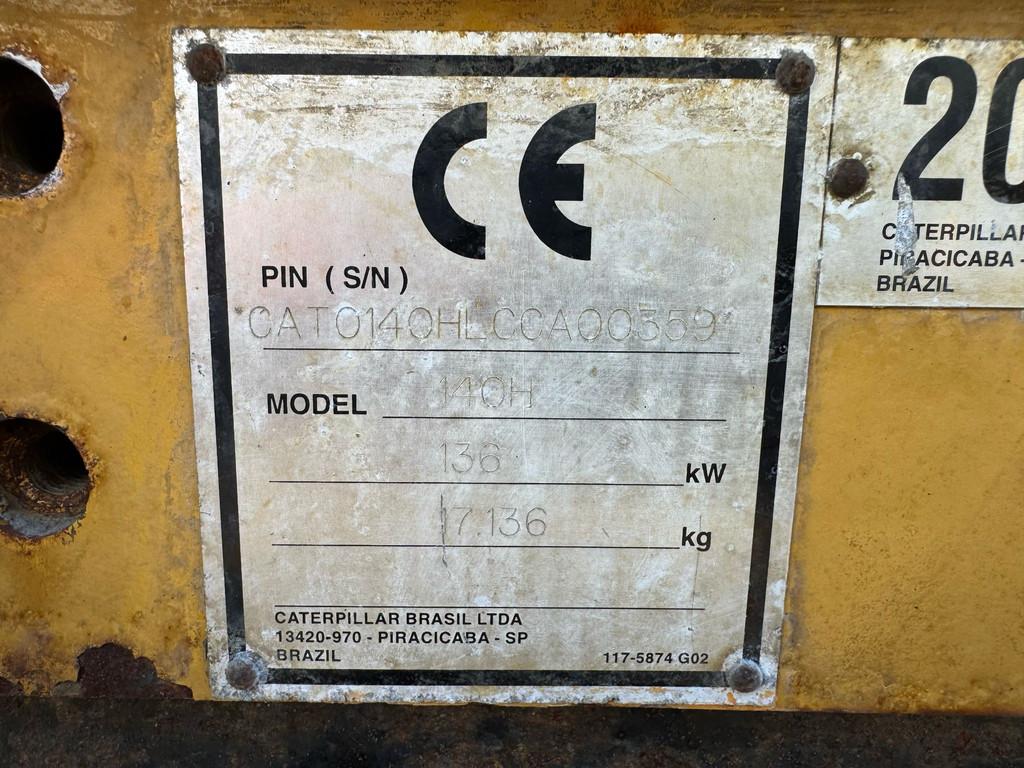 CE
PIN ( S/N )
*CAT0140HLCCA00359*
MODEL 140H
136 kW
17.136 kg
CATERPILLAR BRASIL LTDA
13420-970 - PIRACICABA - SP
BRAZIL 117-5874 G02
20
CATERPILLAR
PIRACICABA -
BRAZIL